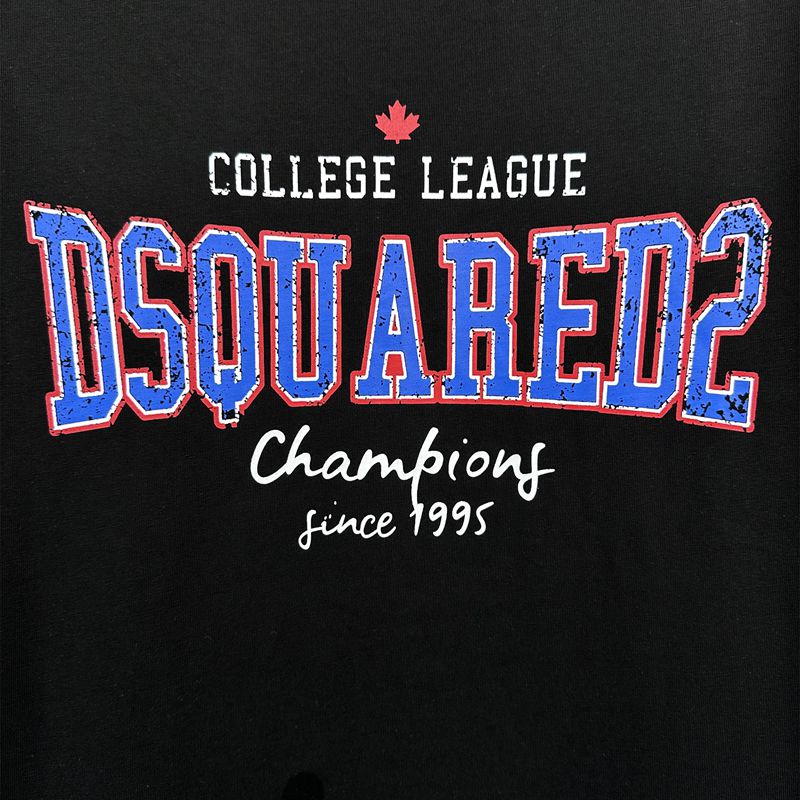 COLLEGE LEAGUE
DSQUARED2
Champions
since 1995